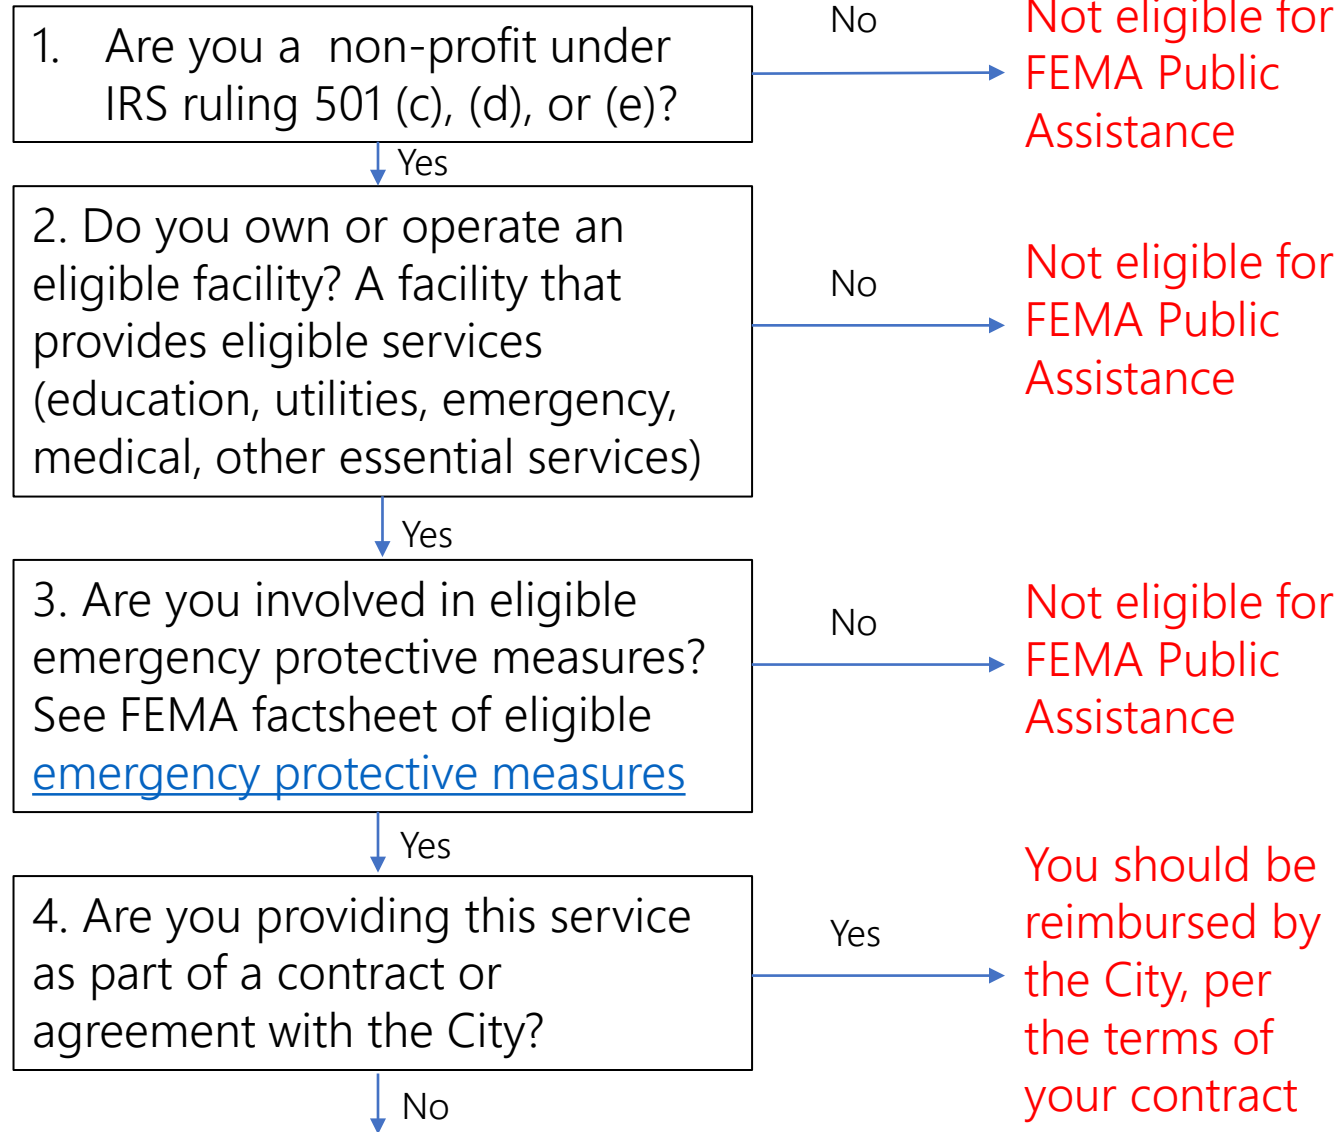 1. Are you a non-profit under
IRS ruling 501 (c), (d), or (e)?
No
Not eligible for
FEMA Public
Assistance
Yes
2. Do you own or operate an
eligible facility? A facility that
provides eligible services
(education, utilities, emergency,
medical, other essential services)
No
Not eligible for
FEMA Public
Assistance
Yes
3. Are you involved in eligible
emergency protective measures?
See FEMA factsheet of eligible
emergency protective measures
No
Not eligible for
FEMA Public
Assistance
Yes
4. Are you providing this service
as part of a contract or
agreement with the City?
Yes
You should be
reimbursed by
the City, per
the terms of
your contract
No